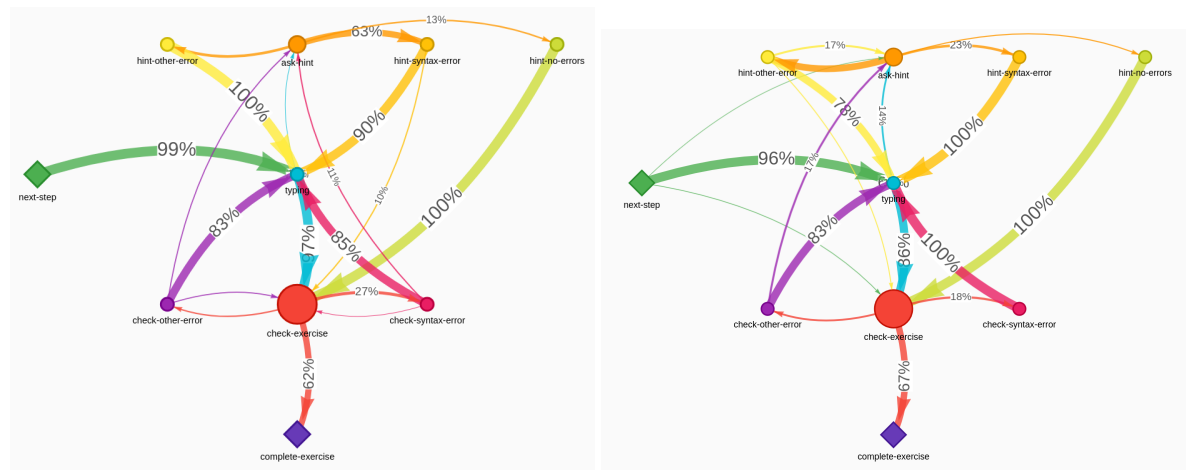 13%
63%
hint-other-error
ask-hint
hint-syntax-error
hint-no-errors
100%
90%
99%
next-step
typing
11%
10%
83%
100%
97%
85%
27%
check-other-error
check-exercise
check-syntax-error
62%
complete-exercise
17%
23%
hint-other-error
ask-hint
hint-syntax-error
hint-no-errors
78%
14%
100%
96%
17%
next-step
typing
83%
100%
86%
100%
18%
check-other-error
check-exercise
check-syntax-error
67%
complete-exercise